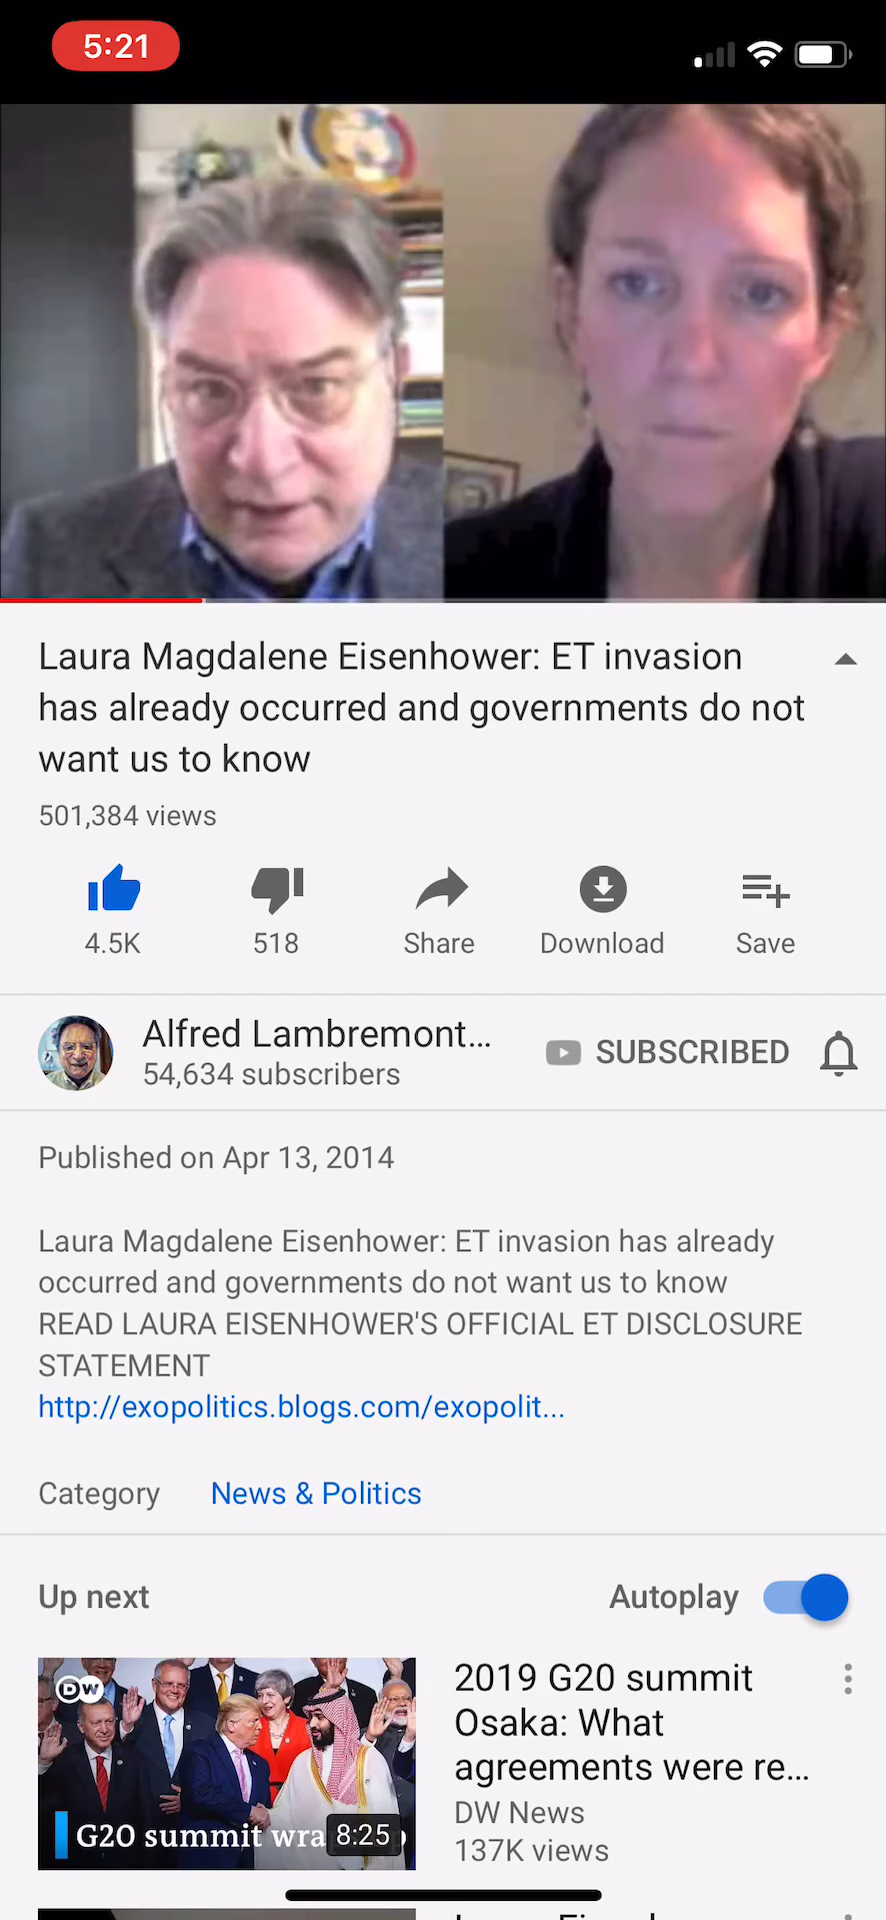 5:21
Laura Magdalene Eisenhower: ET invasion
has already occurred and governments do not
want us to know
501,384 views
4.5K
518
Share
Download
Save
Alfred Lambremont...
54,634 subscribers
SUBSCRIBED
Published on Apr 13, 2014
Laura Magdalene Eisenhower: ET invasion has already
occurred and governments do not want us to know
READ LAURA EISENHOWER'S OFFICIAL ET DISCLOSURE
STATEMENT
http://exopolitics.blogs.com/exopolit...
Category
News & Politics
Up next
Autoplay
DW
G20 summit wra
8:25
2019 G20 summit
Osaka: What
agreements were re...
DW News
137K views